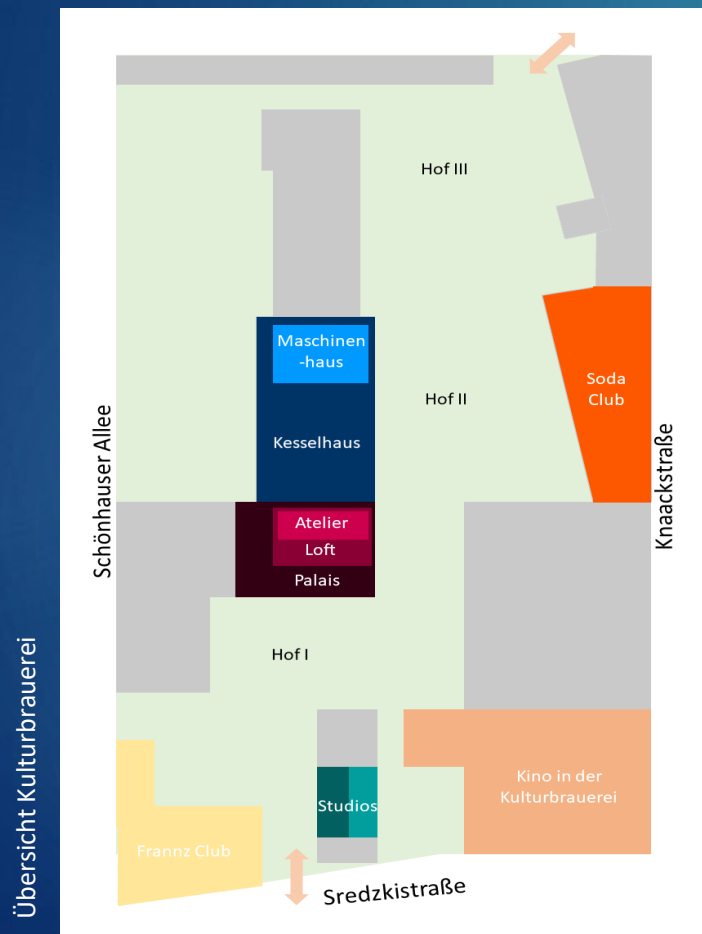 Übersicht Kulturbrauerei
Hof III
Maschinen
-haus
Soda
Club
Hof II
Kesselhaus
Schönhauser Allee
Knaackstraße
Atelier
Loft
Palais
Hof I
Kino in der
Kulturbrauerei
Studios
Frannz Club
Sredzkistraße